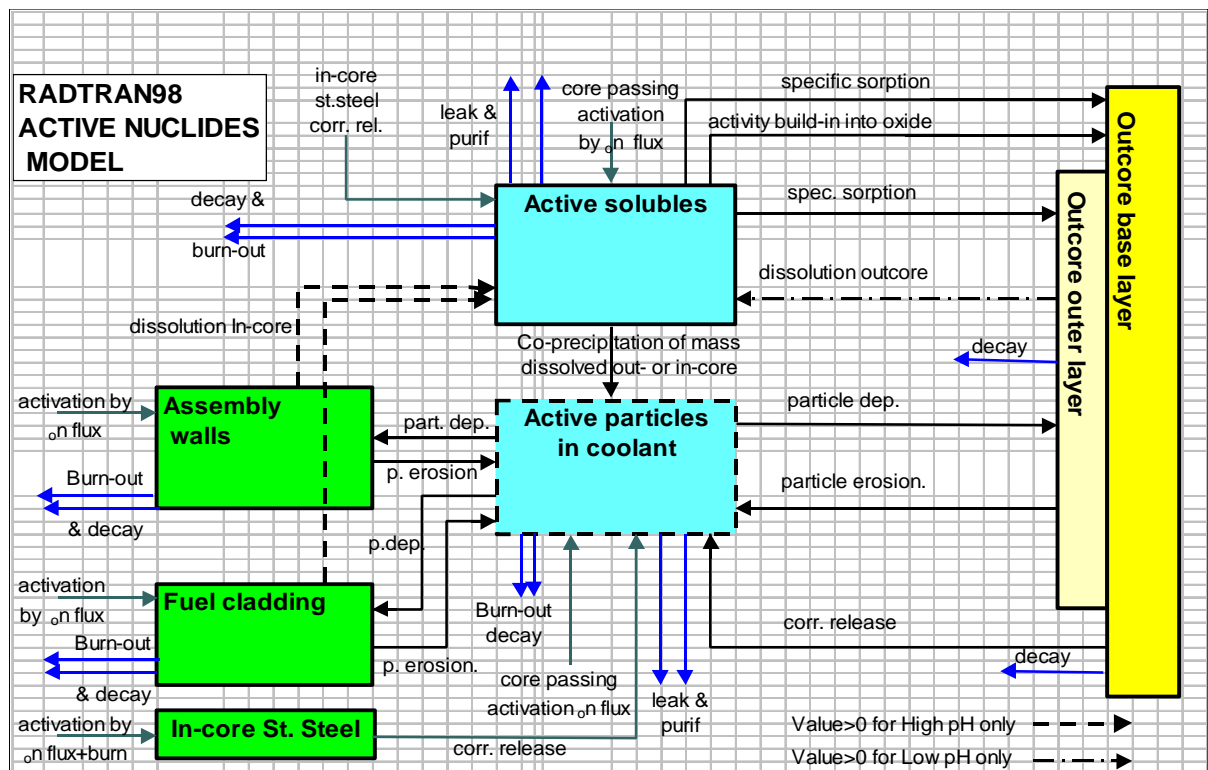 RADTRAN98
ACTIVE NUCLIDES
MODEL
in-core
st.steel
corr. rel.
leak &
purif
core passing
activation
by ₀n flux
specific sorption
activity build-in into oxide
Outcore base layer
Outcore outer layer
Active solubles
spec. sorption
decay &
burn-out
dissolution outcore
dissolution In-core
Co-precipitation of mass
dissolved out- or in-core
decay
activation by
₀n flux
Assembly
walls
part. dep.
Active particles
in coolant
particle dep.
p. erosion
Burn-out
& decay
particle erosion.
p.dep.
activation
by ₀n flux
Fuel cladding
Burn-out
decay
corr. release
Burn-out
& decay
p. erosion.
core passing
activation ₀n flux
leak &
purif
decay
activation by
₀n flux+burn
In-core St. Steel
corr. release
Value>0 for High pH only
Value>0 for Low pH only